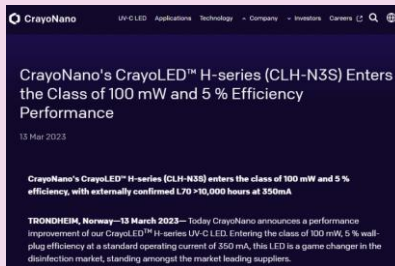 CrayoNano
UV-C LED Applications Technology Company Investors Careers
CrayoNano's CrayoLED™ H-series (CLH-N3S) Enters
the Class of 100 mW and 5 % Efficiency
Performance
13 Mar 2023
CrayoNano's CrayoLED™ H-series (CLH-N3S) enters the class of 100 mW and 5 %
efficiency, with externally confirmed L70 >10,000 hours at 350mA
TRONDHEIM, Norway—13 March 2023— Today CrayoNano announces a performance
improvement of our CrayoLED™ H-series UV-C LED. Entering the class of 100 mW, 5 % wall-
plug efficiency at a standard operating current of 350 mA, this LED is a game changer in the
disinfection market, standing amongst the market leading suppliers.